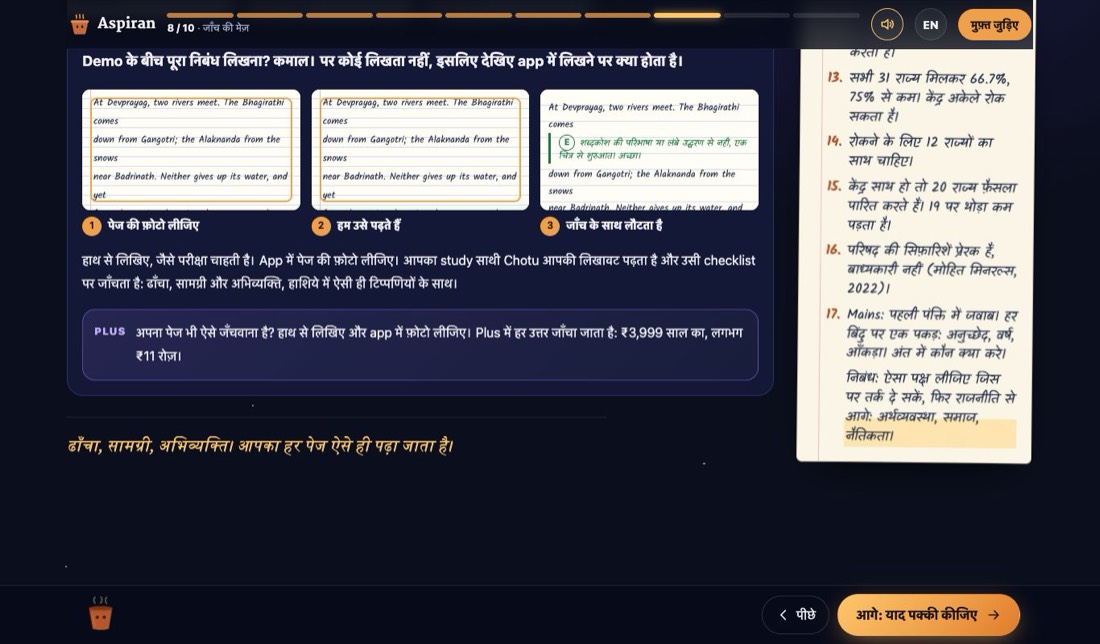 Aspiran
8 / 10 · जाँच की मेज़
EN
मुफ़्त जुड़िए
Demo के बीच पूरा निबंध लिखना? कमाल। पर कोई लिखता नहीं, इसलिए देखिए app में लिखने पर क्या होता है।
At Devprayag, two rivers meet. The Bhagirathi
comes
down from Gangotri; the Alaknanda from the
snows
near Badrinath. Neither gives up its water, and
yet
1 पेज की फ़ोटो लीजिए
At Devprayag, two rivers meet. The Bhagirathi
comes
down from Gangotri; the Alaknanda from the
snows
near Badrinath. Neither gives up its water, and
yet
2 हम उसे पढ़ते हैं
At Devprayag, two rivers meet. The Bhagirathi
comes
E शब्दकोश की परिभाषा या लंबे उद्धरण से नहीं, एक
चित्र से शुरुआत। अच्छा।
down from Gangotri; the Alaknanda from the
snows
near Badrinath. Neither gives up its water, and
3 जाँच के साथ लौटता है
हाथ से लिखिए, जैसे परीक्षा चाहती है। App में पेज की फ़ोटो लीजिए। आपका study साथी Chotu आपकी लिखावट पढ़ता है और उसी checklist
पर जाँचता है: ढाँचा, सामग्री और अभिव्यक्ति, हाशिये में ऐसी ही टिप्पणियों के साथ।
PLUS अपना पेज भी ऐसे जँचवाना है? हाथ से लिखिए और app में फ़ोटो लीजिए। Plus में हर उत्तर जाँचा जाता है: ₹3,999 साल का, लगभग
₹11 रोज़।
ढाँचा, सामग्री, अभिव्यक्ति। आपका हर पेज ऐसे ही पढ़ा जाता है।
करता है।
13. सभी 31 राज्य मिलकर 66.7%,
75% से कम। केंद्र अकेले रोक
सकता है।
14. रोकने के लिए 12 राज्यों का
साथ चाहिए।
15. केंद्र साथ हो तो 20 राज्य फ़ैसला
पारित करते हैं। 19 पर थोड़ा कम
पड़ता है।
16. परिषद की सिफ़ारिशें प्रेरक हैं,
बाध्यकारी नहीं (मोहित मिनरल्स,
2022)।
17. Mains: पहली पंक्ति में जवाब। हर
बिंदु पर एक पकड़: अनुच्छेद, वर्ष,
आँकड़ा। अंत में कौन क्या करे।
निबंध: ऐसा पक्ष लीजिए जिस
पर तर्क दे सकें, फिर राजनीति से
आगे: अर्थव्यवस्था, समाज,
नैतिकता।
पीछे
आगे: याद पक्की कीजिए